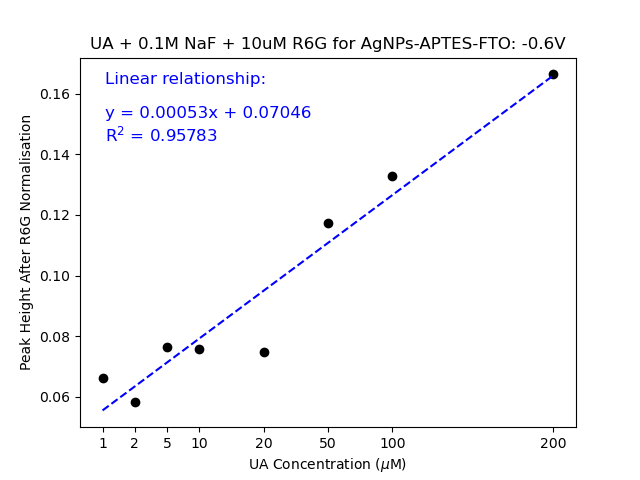 UA + 0.1M NaF + 10uM R6G for AgNPs-APTES-FTO: -0.6V
Linear relationship:
y = 0.00053x + 0.07046
R² = 0.95783
Peak Height After R6G Normalisation
0.16
0.14
0.12
0.10
0.08
0.06
1 2 5 10 20 50 100 200
UA Concentration (μM)